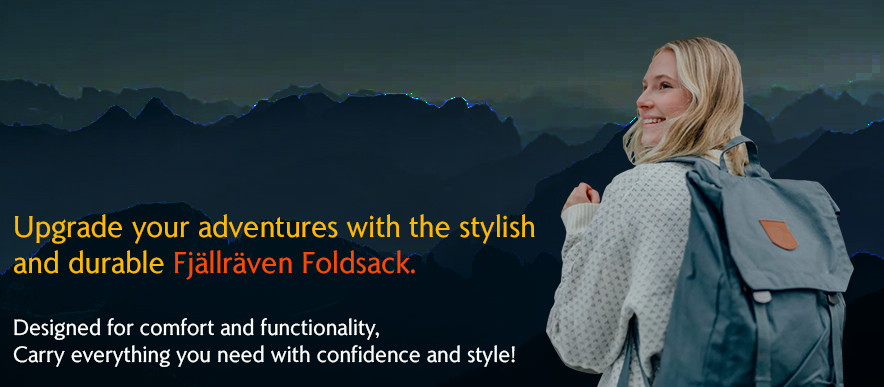 Upgrade your adventures with the stylish
and durable Fjällräven Foldsack.
Designed for comfort and functionality,
Carry everything you need with confidence and style!